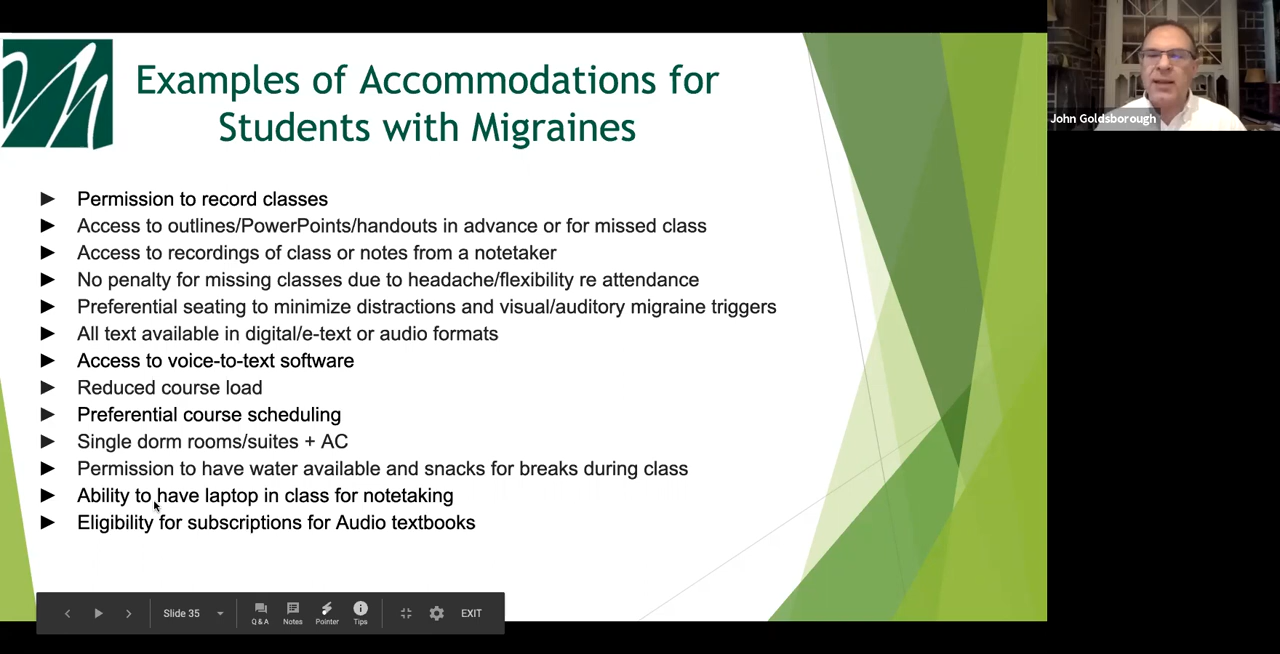 Examples of Accommodations for
Students with Migraines
Permission to record classes
Access to outlines/PowerPoints/handouts in advance or for missed class
Access to recordings of class or notes from a notetaker
No penalty for missing classes due to headache/flexibility re attendance
Preferential seating to minimize distractions and visual/auditory migraine triggers
All text available in digital/e-text or audio formats
Access to voice-to-text software
Reduced course load
Preferential course scheduling
Single dorm rooms/suites + AC
Permission to have water available and snacks for breaks during class
Ability to have laptop in class for notetaking
Eligibility for subscriptions for Audio textbooks
John Goldsborough
Slide 35
Q & A
Notes
Pointer
Tips
EXIT